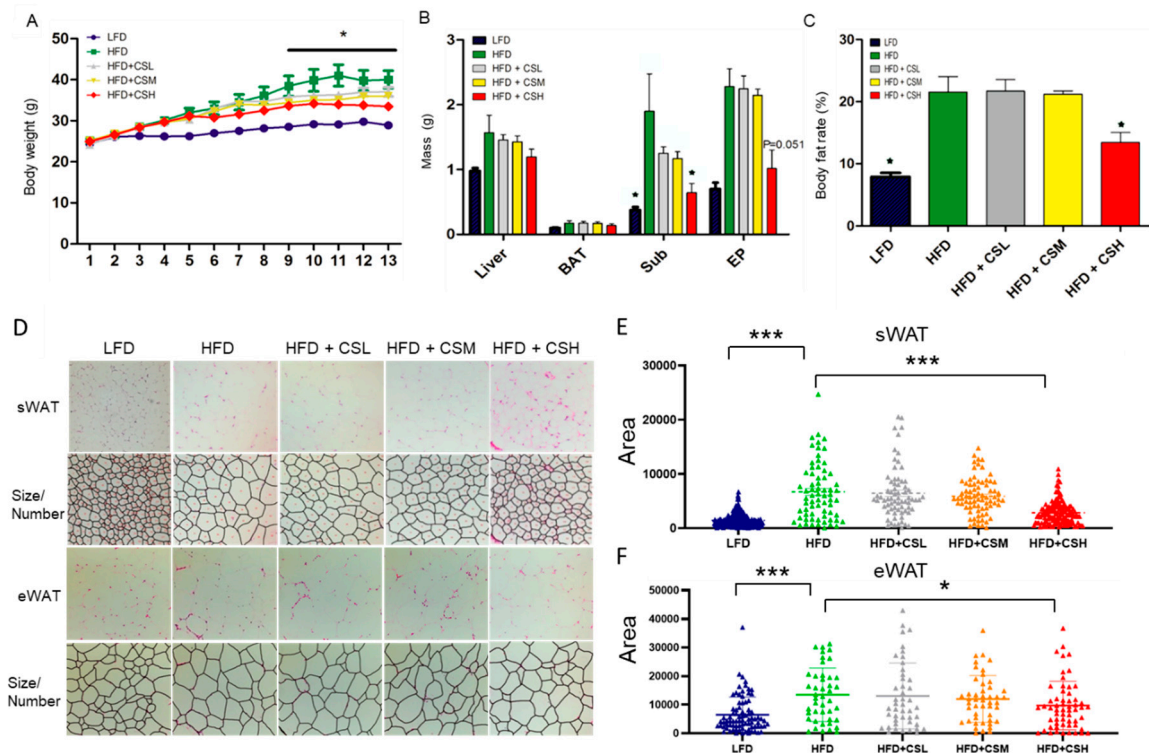 A
LFD
HFD
HFD+CSL
HFD+CSM
HFD+CSH
*
Body weight (g)
50
40
30
20
10
0
1 2 3 4 5 6 7 8 9 10 11 12 13
B
LFD
HFD
HFD + CSL
HFD + CSM
HFD + CSH
Mass (g)
3
2
1
0
* * P=0.051
Liver BAT Sub EP
C
LFD
HFD
HFD + CSL
HFD + CSM
HFD + CSH
Body fat rate (%)
30
20
10
0
* *
LFD HFD HFD + CSL HFD + CSM HFD + CSH
D
LFD HFD HFD + CSL HFD + CSM HFD + CSH
sWAT
Size/
Number
eWAT
Size/
Number
E
sWAT
*** ***
Area
30000
20000
10000
0
LFD HFD HFD+CSL HFD+CSM HFD+CSH
F
eWAT
*** *
Area
50000
40000
30000
20000
10000
0
LFD HFD HFD+CSL HFD+CSM HFD+CSH